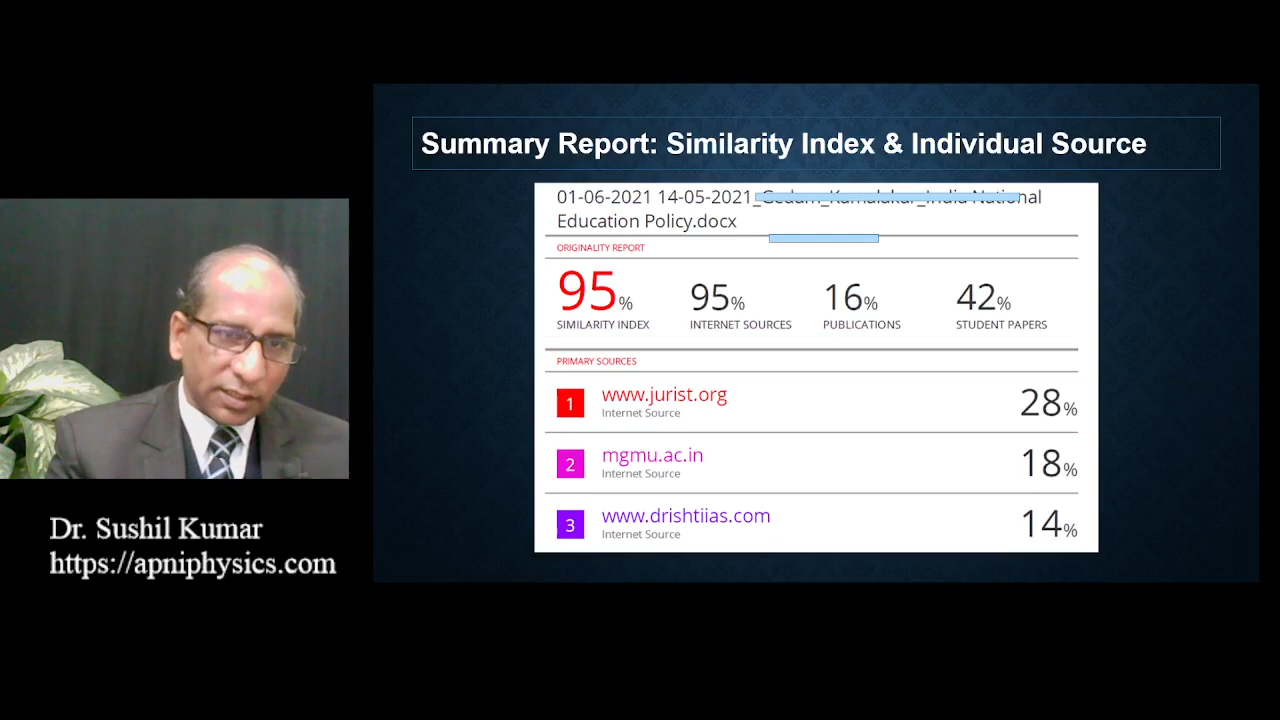 Summary Report: Similarity Index & Individual Source
01-06-2021 14-05-2021_Gedam_Kamalakar_India National
Education Policy.docx
ORIGINALITY REPORT
95%
SIMILARITY INDEX
95%
INTERNET SOURCES
16%
PUBLICATIONS
42%
STUDENT PAPERS
PRIMARY SOURCES
1
www.jurist.org
Internet Source
28%
2
mgmu.ac.in
Internet Source
18%
3
www.drishtiias.com
Internet Source
14%
Dr. Sushil Kumar
https://apniphysics.com